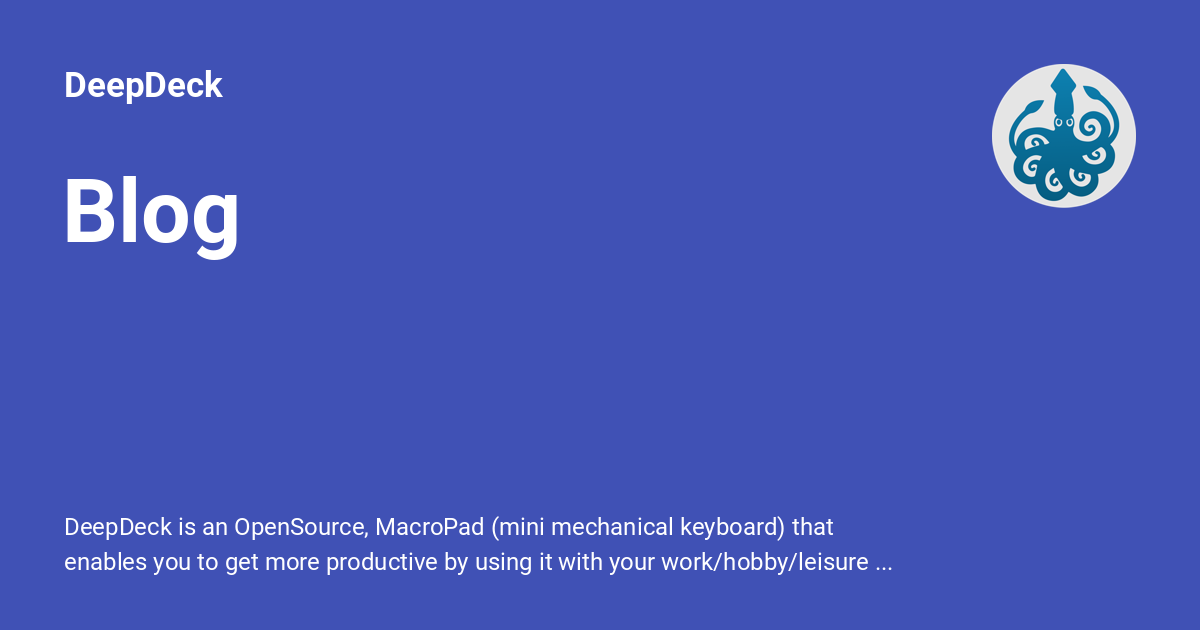 DeepDeck
Blog
DeepDeck is an OpenSource, MacroPad (mini mechanical keyboard) that
enables you to get more productive by using it with your work/hobby/leisure ...